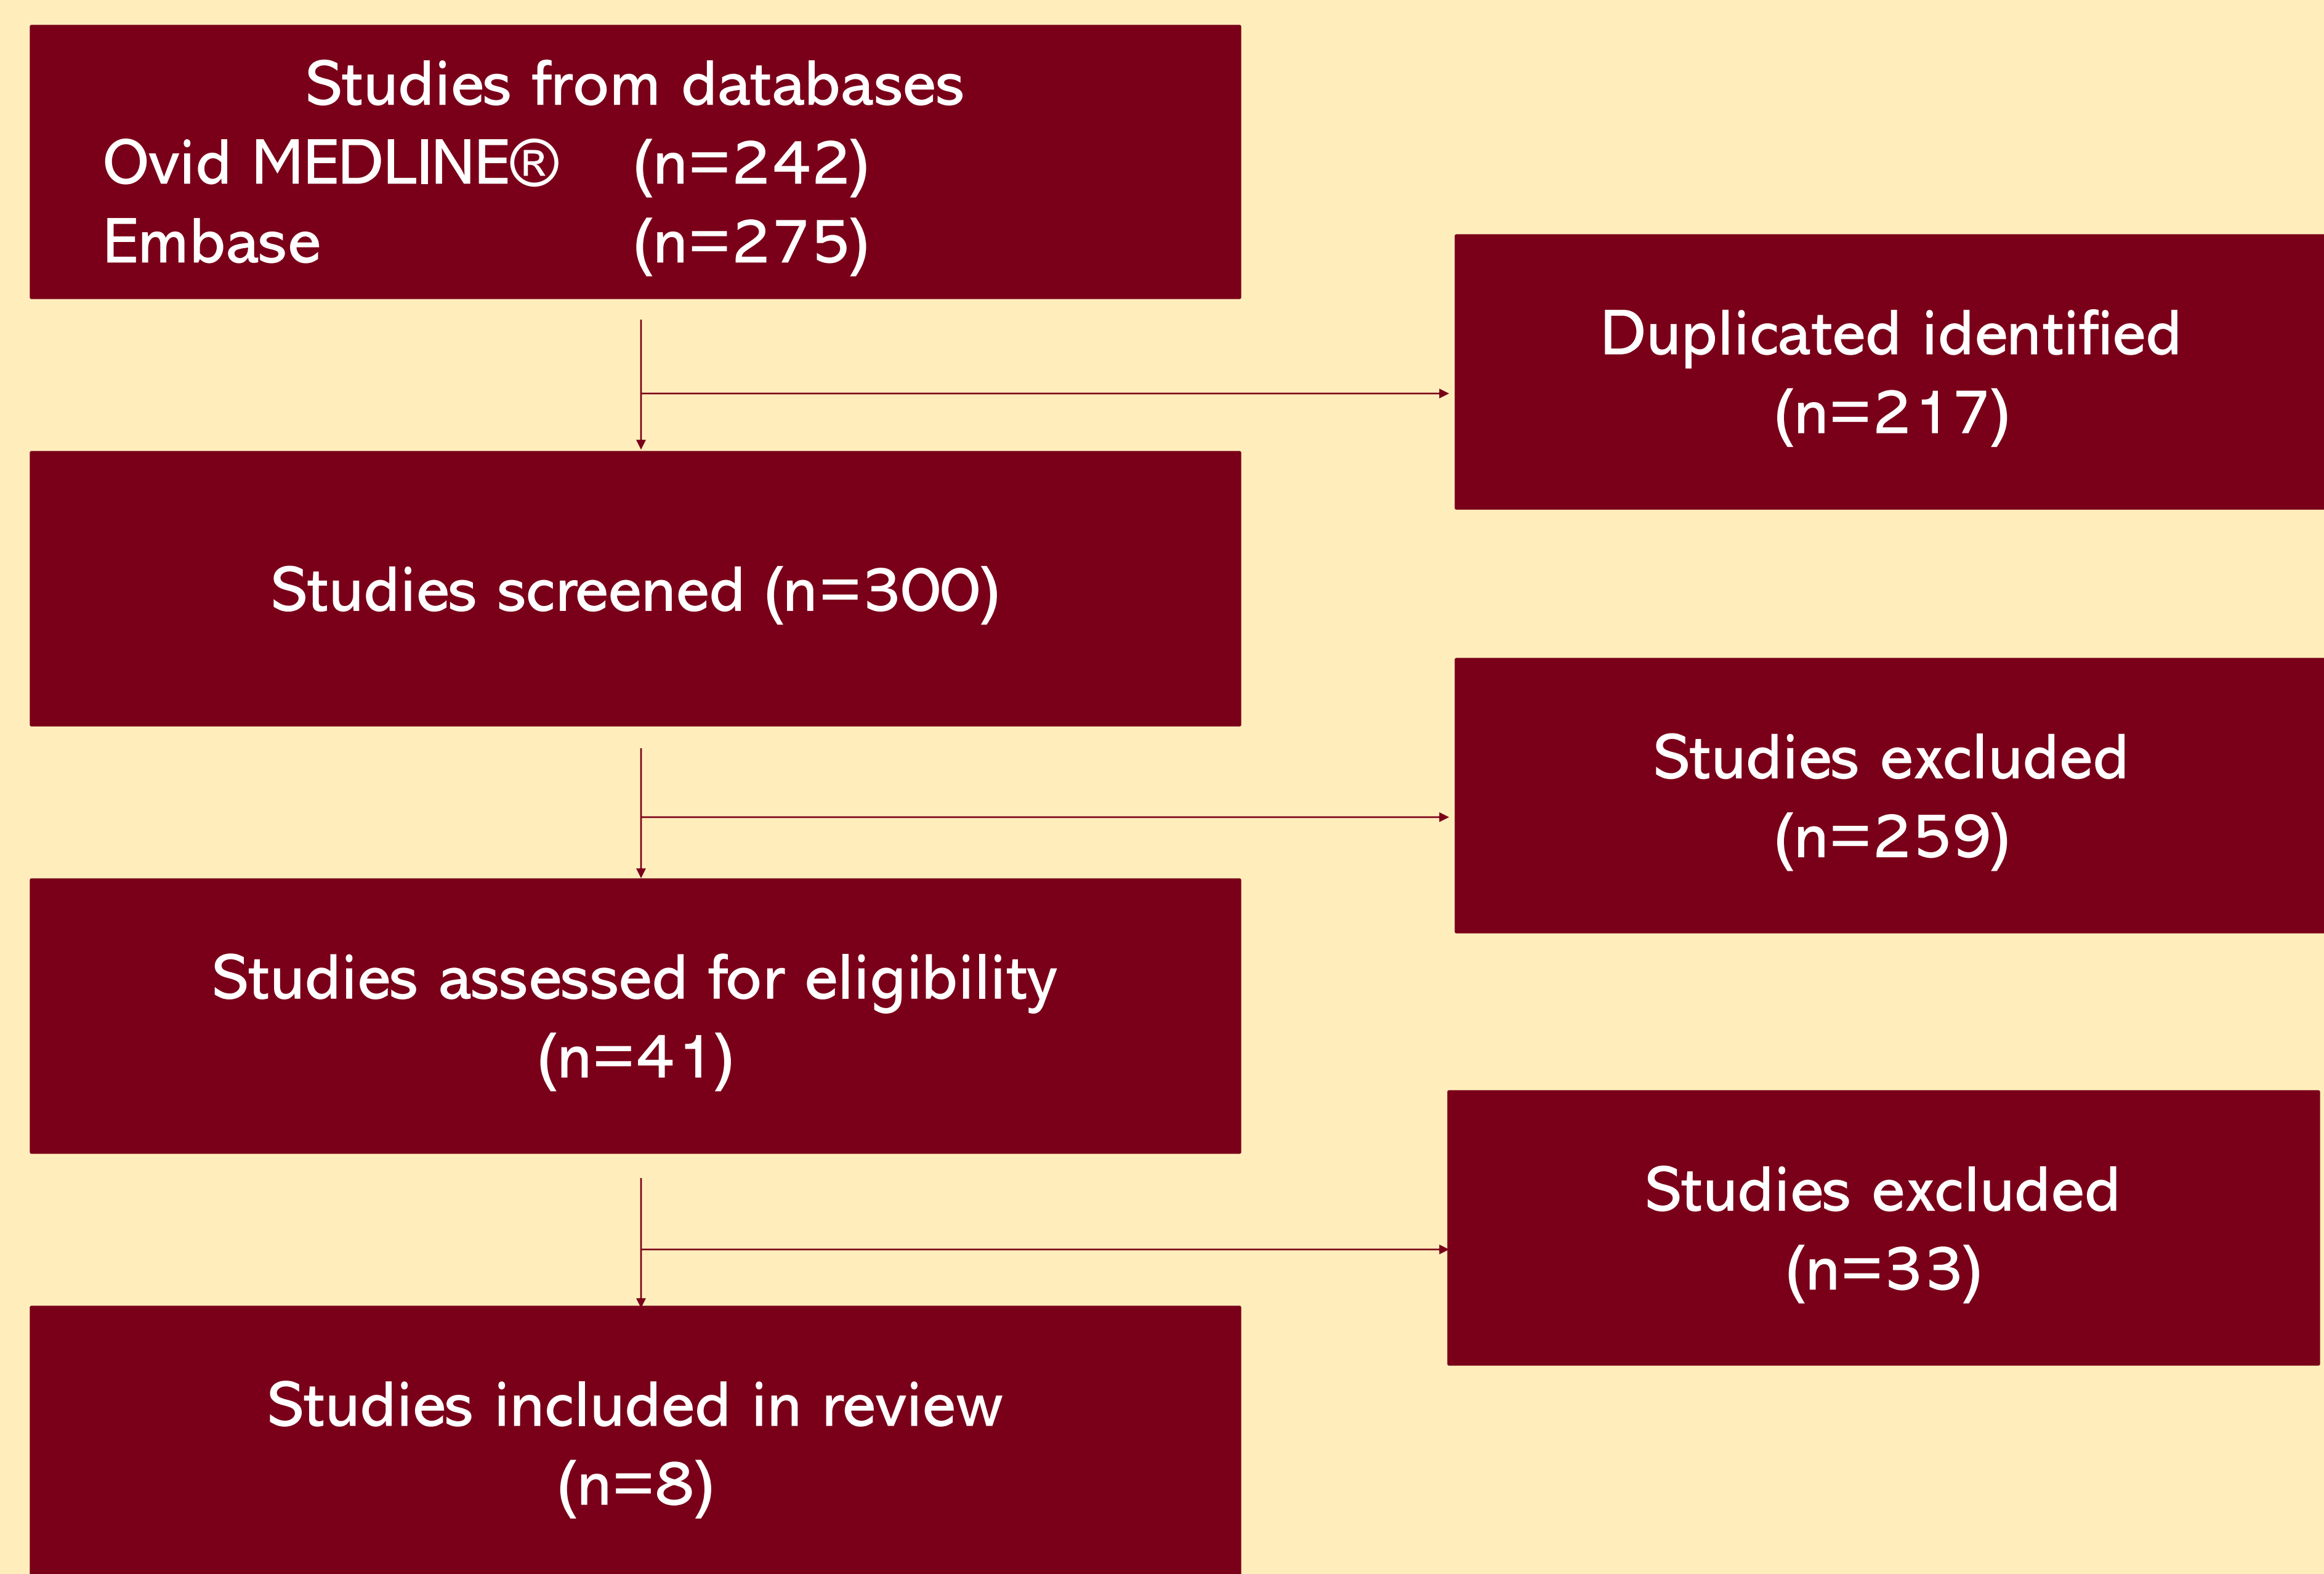 Studies from databases
Ovid MEDLINE® (n=242)
Embase (n=275)
Duplicated identified
(n=217)
Studies screened (n=300)
Studies excluded
(n=259)
Studies assessed for eligibility
(n=41)
Studies excluded
(n=33)
Studies included in review
(n=8)